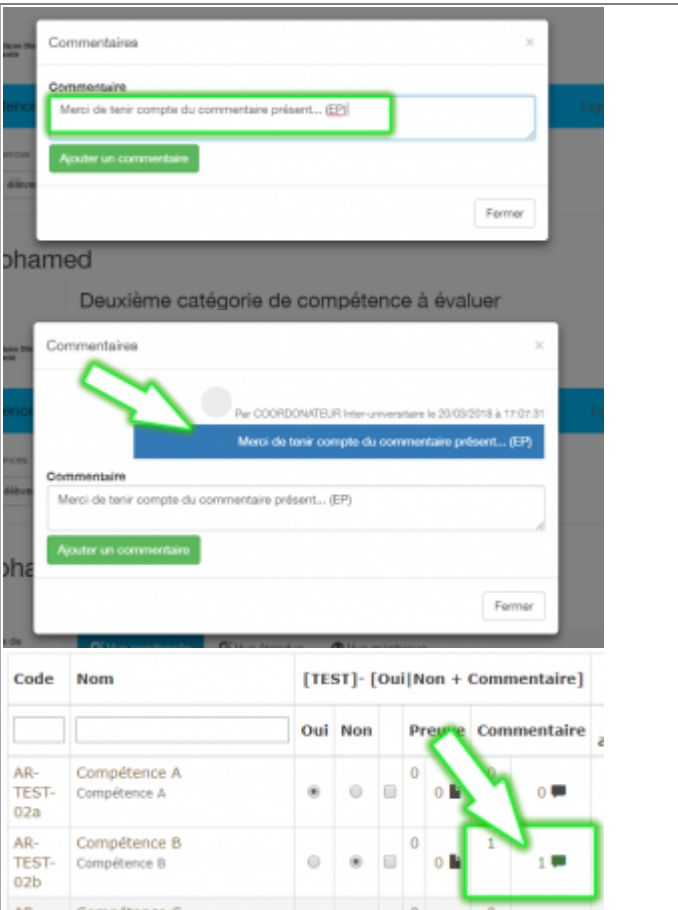 Commentaires ×
Commentaire
Merci de tenir compte du commentaire présent... (EP)
Ajouter un commentaire
Fermer
ohamed
Deuxième catégorie de compétence à évaluer
Commentaires ×
Par COORDONATEUR Inter-universitaire le 20/03/2018 à 17:07:31
Merci de tenir compte du commentaire présent... (EP)
Commentaire
Merci de tenir compte du commentaire présent... (EP)
Ajouter un commentaire
Fermer
Code Nom [TEST]- [Oui|Non + Commentaire]
Oui Non Preuve Commentaire
AR-TEST-02a Compétence A 0
Compétence A 0 0
AR-TEST-02b Compétence B 0 1
Compétence B 0 1